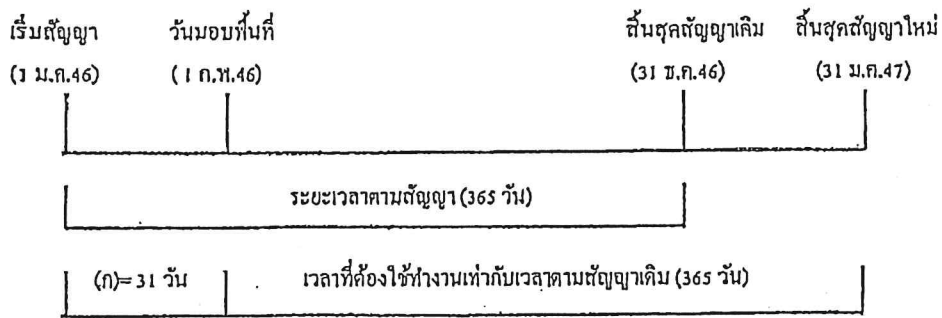 เริ่มสัญญา วันมอบพื้นที่ สิ้นสุดสัญญาเดิม สิ้นสุดสัญญาใหม่
(1 ม.ค.46) (1 ก.พ.46) (31 ธ.ค.46) (31 ม.ค.47)
ระยะเวลาตามสัญญา (365 วัน)
(ก)= 31 วัน เวลาที่ต้องใช้ทำงานเท่ากับเวลาตามสัญญาเดิม (365 วัน)